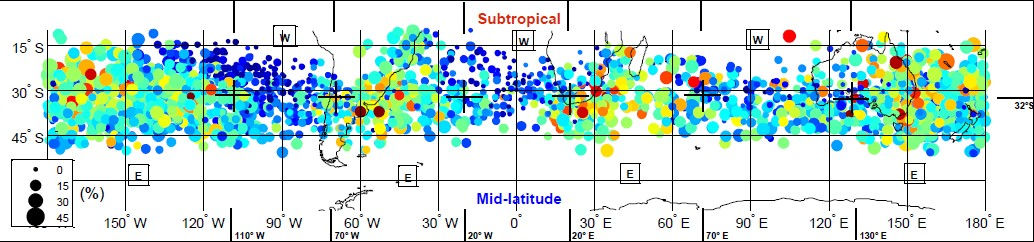 Subtropical
W W W
15° S
30° S
32°S
45° S
E E E E
0
15
30
45
(%)
Mid-latitude
150 W 120 W 90 W 60 W 30 W 0° 30 E 60 E 90 E 120 E 150 E 180 E
110° W 70° W 20° W 20° E 70° E 130° E